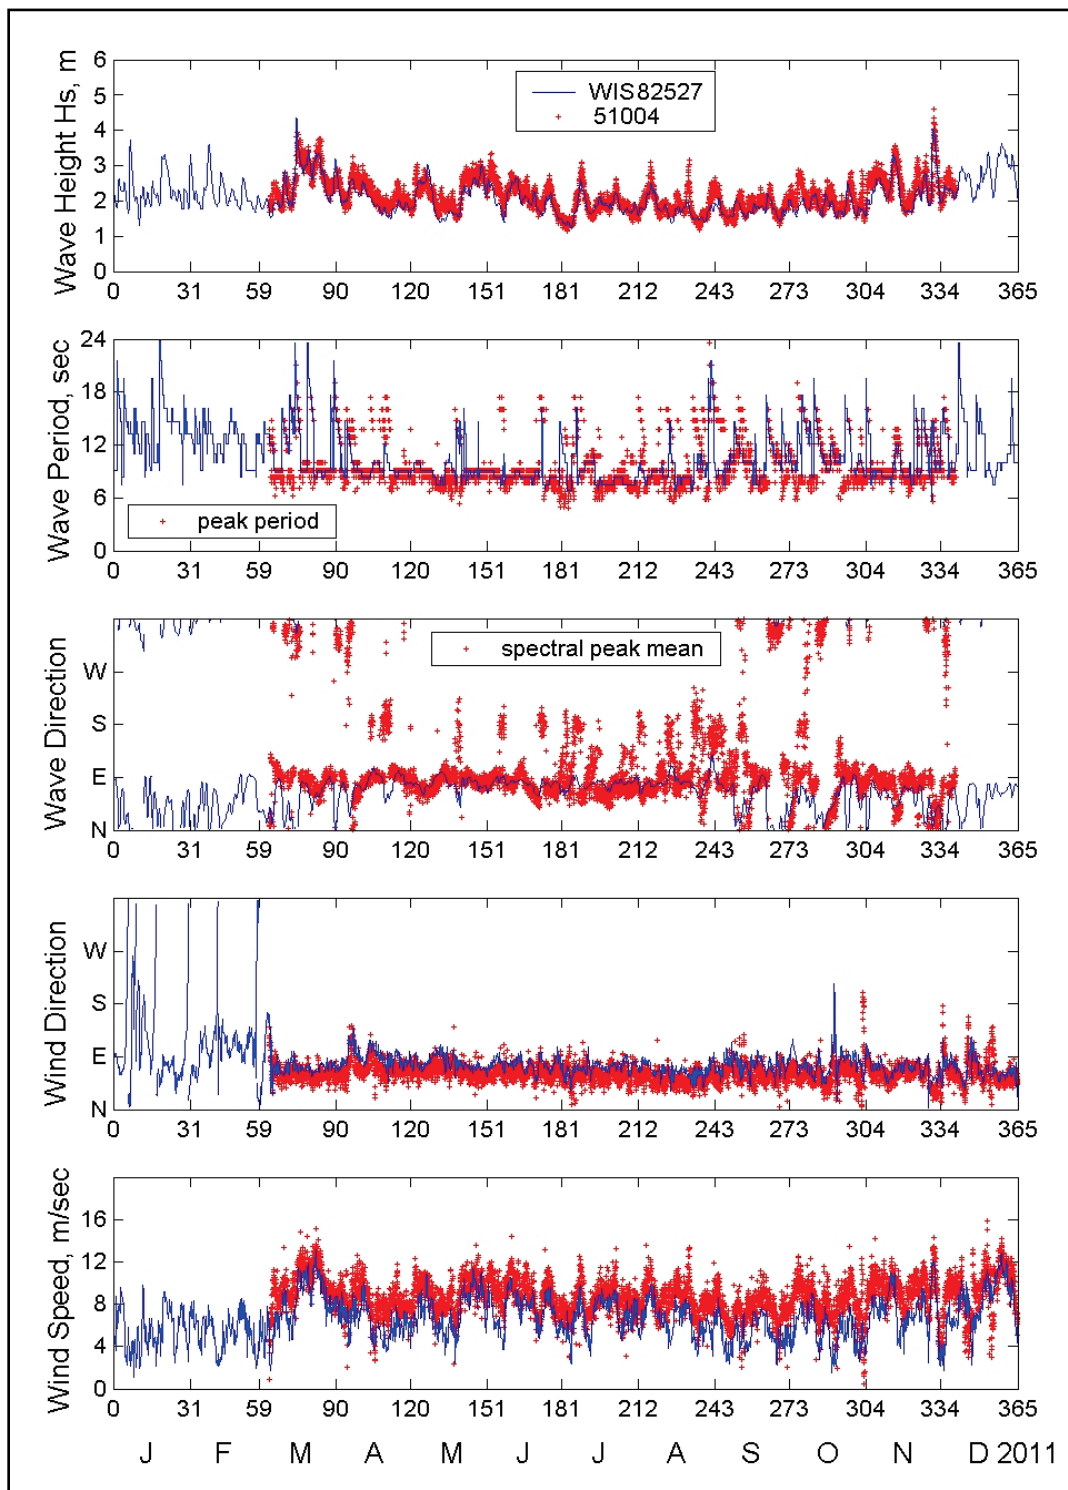 Wave Height Hs, m
6
5
4
3
2
1
0
WIS82527
51004
0 31 59 90 120 151 181 212 243 273 304 334 365
Wave Period, sec
24
18
12
6
0
peak period
0 31 59 90 120 151 181 212 243 273 304 334 365
Wave Direction
W
S
E
N
spectral peak mean
0 31 59 90 120 151 181 212 243 273 304 334 365
Wind Direction
W
S
E
N
0 31 59 90 120 151 181 212 243 273 304 334 365
Wind Speed, m/sec
16
12
8
4
0
0 31 59 90 120 151 181 212 243 273 304 334 365
J F M A M J J A S O N D 2011